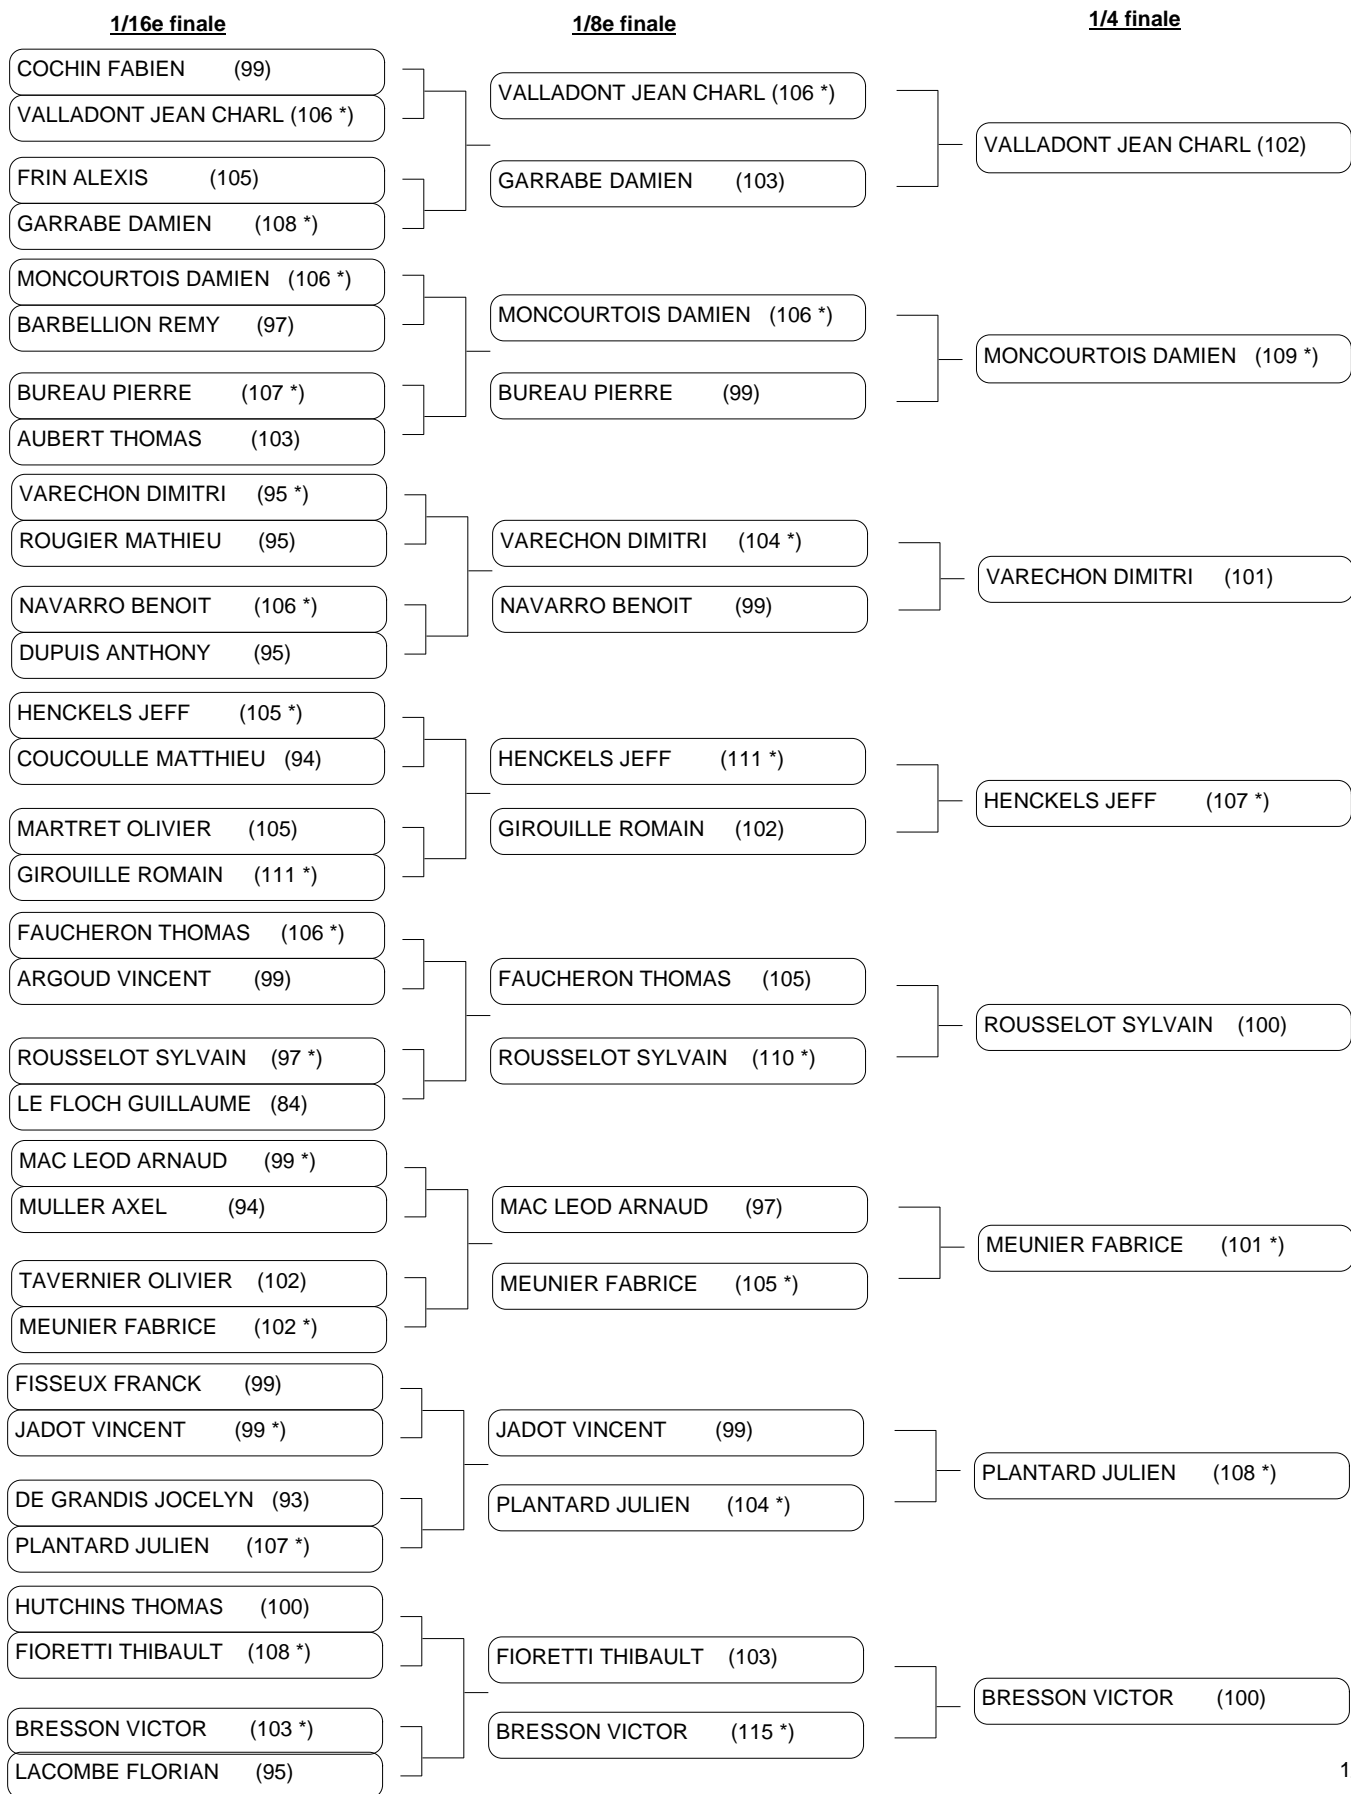 1/16e finale
1/8e finale
1/4 finale
COCHIN FABIEN (99)
VALLADONT JEAN CHARL (106 *)
FRIN ALEXIS (105)
GARRABE DAMIEN (108 *)
MONCOURTOIS DAMIEN (106 *)
BARBELLION REMY (97)
BUREAU PIERRE (107 *)
AUBERT THOMAS (103)
VARECHON DIMITRI (95 *)
ROUGIER MATHIEU (95)
NAVARRO BENOIT (106 *)
DUPUIS ANTHONY (95)
HENCKELS JEFF (105 *)
COUCOULLE MATTHIEU (94)
MARTRET OLIVIER (105)
GIROUILLE ROMAIN (111 *)
FAUCHERON THOMAS (106 *)
ARGOUD VINCENT (99)
ROUSSELOT SYLVAIN (97 *)
LE FLOCH GUILLAUME (84)
MAC LEOD ARNAUD (99 *)
MULLER AXEL (94)
TAVERNIER OLIVIER (102)
MEUNIER FABRICE (102 *)
FISSEUX FRANCK (99)
JADOT VINCENT (99 *)
DE GRANDIS JOCELYN (93)
PLANTARD JULIEN (107 *)
HUTCHINS THOMAS (100)
FIORETTI THIBAULT (108 *)
BRESSON VICTOR (103 *)
LACOMBE FLORIAN (95)
VALLADONT JEAN CHARL (106 *)
GARRABE DAMIEN (103)
MONCOURTOIS DAMIEN (106 *)
BUREAU PIERRE (99)
VARECHON DIMITRI (104 *)
NAVARRO BENOIT (99)
HENCKELS JEFF (111 *)
GIROUILLE ROMAIN (102)
FAUCHERON THOMAS (105)
ROUSSELOT SYLVAIN (110 *)
MAC LEOD ARNAUD (97)
MEUNIER FABRICE (105 *)
JADOT VINCENT (99)
PLANTARD JULIEN (104 *)
FIORETTI THIBAULT (103)
BRESSON VICTOR (115 *)
VALLADONT JEAN CHARL (102)
MONCOURTOIS DAMIEN (109 *)
VARECHON DIMITRI (101)
HENCKELS JEFF (107 *)
ROUSSELOT SYLVAIN (100)
MEUNIER FABRICE (101 *)
PLANTARD JULIEN (108 *)
BRESSON VICTOR (100)
1